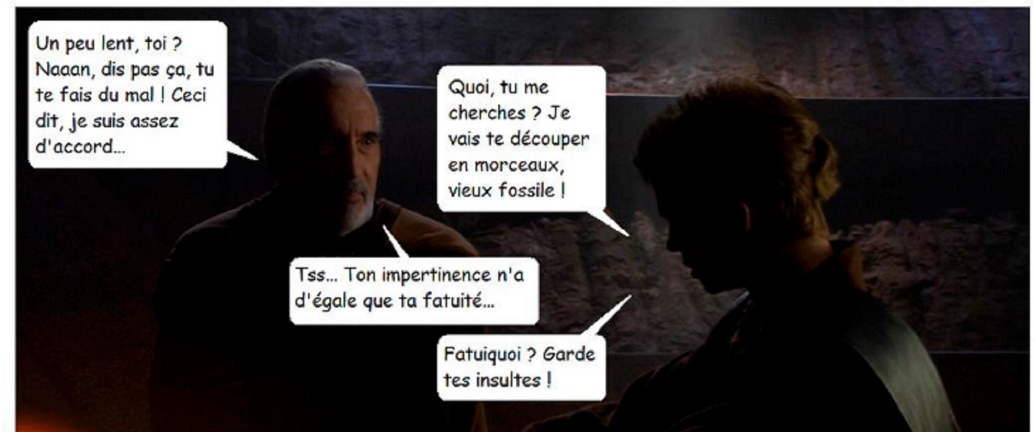 Un peu lent, toi ?
Naaan, dis pas ça, tu
te fais du mal ! Ceci
dit, je suis assez
d'accord...
Quoi, tu me
cherches ? Je
vais te découper
en morceaux,
vieux fossile !
Tss... Ton impertinence n'a
d'égale que ta fatuité...
Fatuiquoi ? Garde
tes insultes !